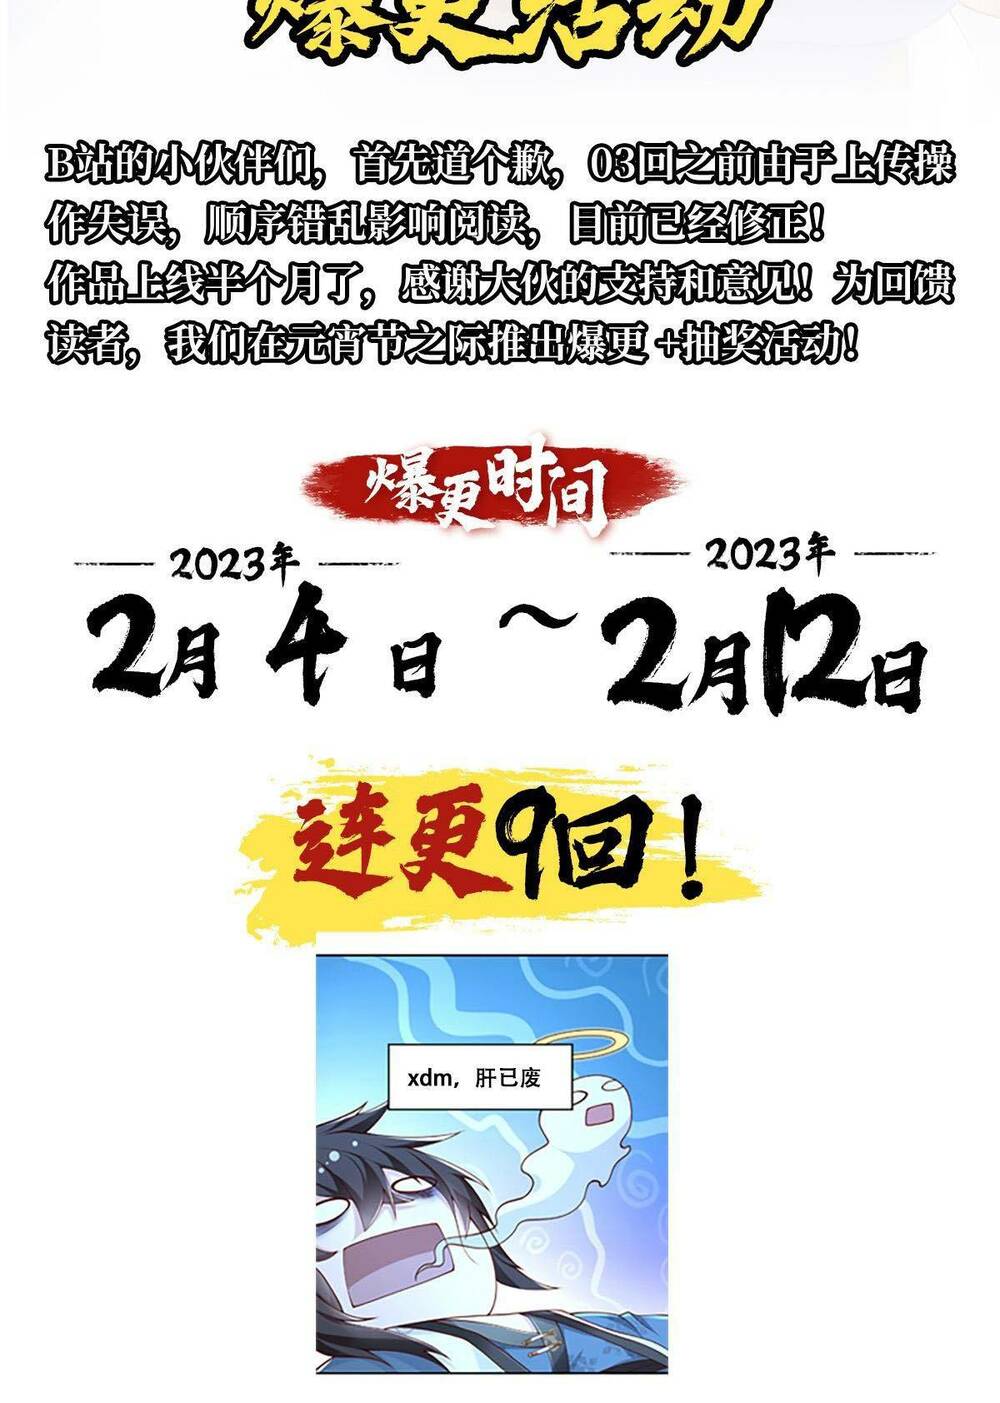 爆更活动
B站的小伙伴们，首先道个歉，03回之前由于上传操
作失误，顺序错乱影响阅读，目前已经修正！
作品上线半个月了，感谢大伙的支持和意见！为回馈
读者，我们在元宵节之际推出爆更 +抽奖活动！
爆更时间
2023年
2023年
2月4日 ～ 2月12日
连更9回！
xdm，肝已废